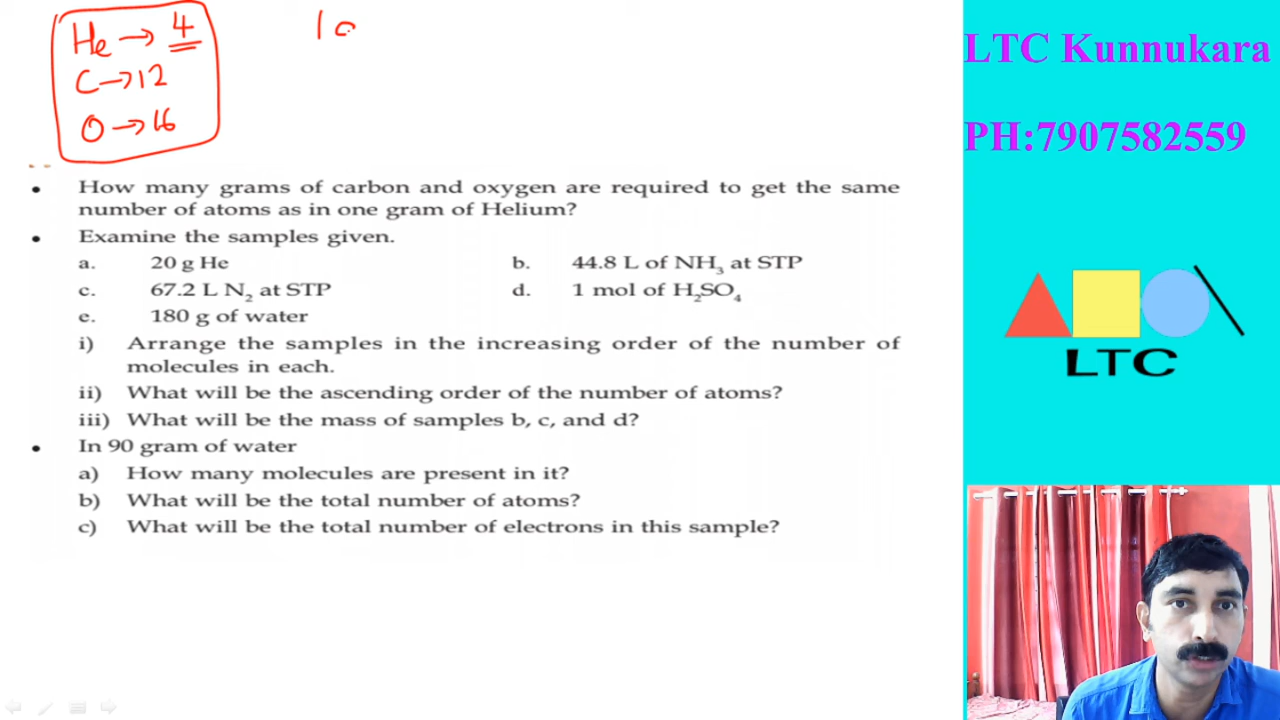 He → 4
C → 12
O → 16
LTC Kunnukara
PH:7907582559
• How many grams of carbon and oxygen are required to get the same
number of atoms as in one gram of Helium?
• Examine the samples given.
a. 20 g He b. 44.8 L of NH₃ at STP
c. 67.2 L N₂ at STP d. 1 mol of H₂SO₄
e. 180 g of water
i) Arrange the samples in the increasing order of the number of
molecules in each.
ii) What will be the ascending order of the number of atoms?
iii) What will be the mass of samples b, c, and d?
• In 90 gram of water
a) How many molecules are present in it?
b) What will be the total number of atoms?
c) What will be the total number of electrons in this sample?
LTC